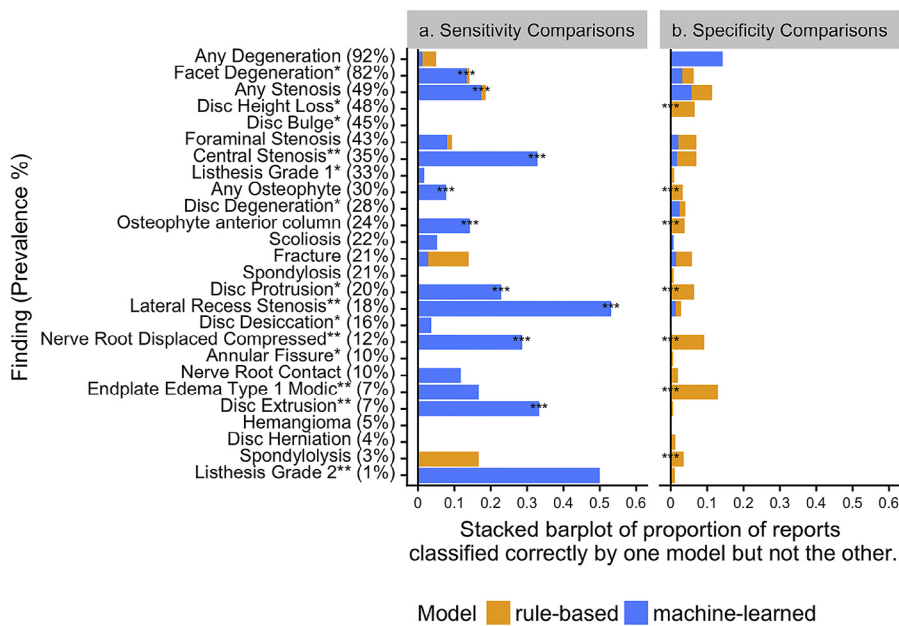 a. Sensitivity Comparisons
b. Specificity Comparisons
Finding (Prevalence %)
Any Degeneration (92%)
Facet Degeneration* (82%)
***
Any Stenosis (49%)
***
Disc Height Loss* (48%)
***
Disc Bulge* (45%)
Foraminal Stenosis (43%)
Central Stenosis** (35%)
***
Listhesis Grade 1* (33%)
Any Osteophyte (30%)
*** ***
Disc Degeneration* (28%)
Osteophyte anterior column (24%)
*** ***
Scoliosis (22%)
Fracture (21%)
Spondylosis (21%)
Disc Protrusion* (20%)
*** ***
Lateral Recess Stenosis** (18%)
***
Disc Desiccation* (16%)
Nerve Root Displaced Compressed** (12%)
*** ***
Annular Fissure* (10%)
Nerve Root Contact (10%)
Endplate Edema Type 1 Modic** (7%)
***
Disc Extrusion** (7%)
***
Hemangioma (5%)
Disc Herniation (4%)
Spondylolysis (3%)
***
Listhesis Grade 2** (1%)
0 0.1 0.2 0.3 0.4 0.5 0.6
0 0.1 0.2 0.3 0.4 0.5 0.6
Stacked barplot of proportion of reports
classified correctly by one model but not the other.
Model rule-based machine-learned